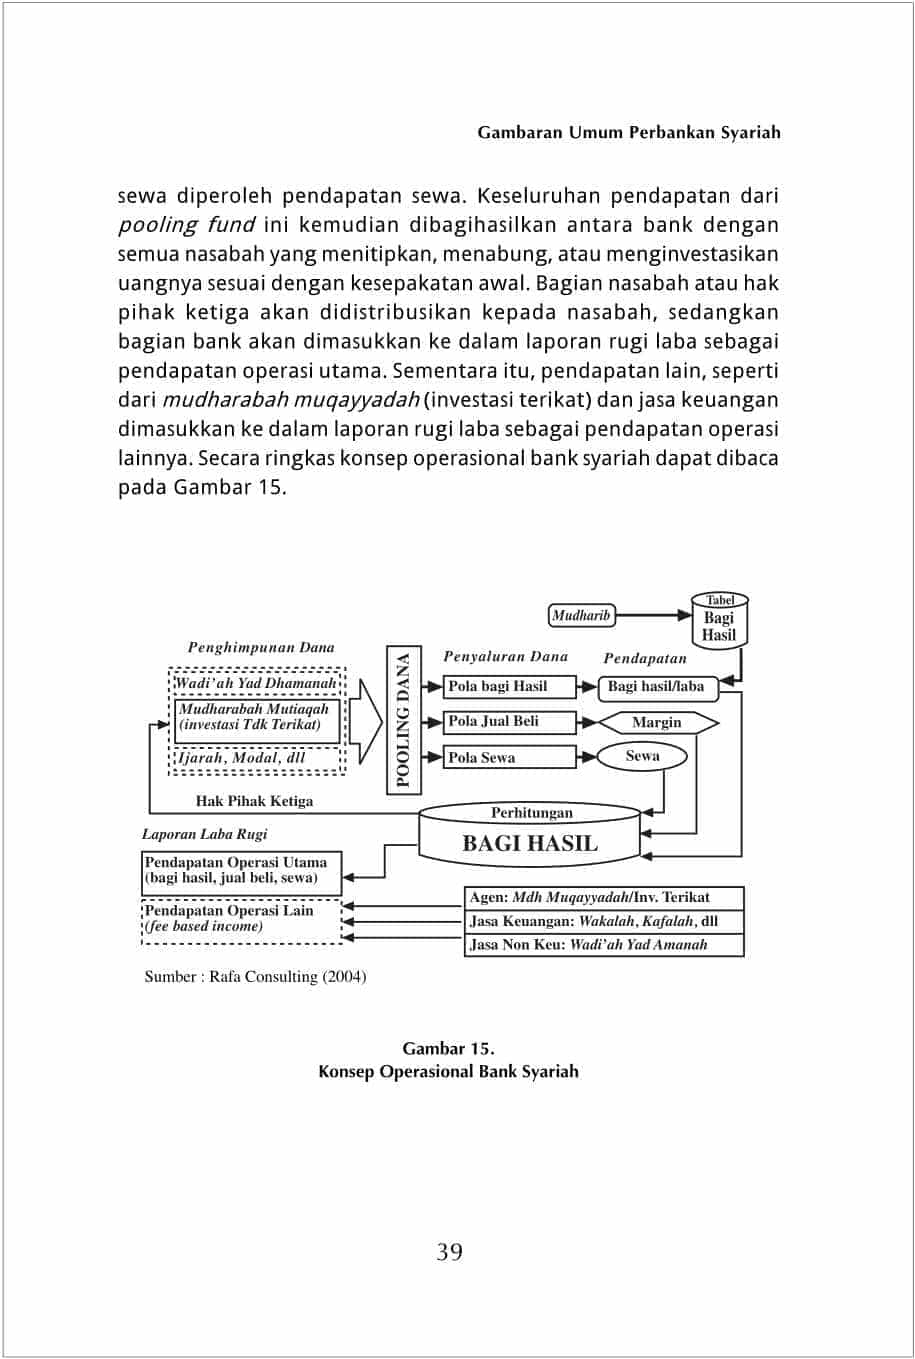 Gambaran Umum Perbankan Syariah
sewa diperoleh pendapatan sewa. Keseluruhan pendapatan dari
pooling fund ini kemudian dibagihasilkan antara bank dengan
semua nasabah yang menitipkan, menabung, atau menginvestasikan
uangnya sesuai dengan kesepakatan awal. Bagian nasabah atau hak
pihak ketiga akan didistribusikan kepada nasabah, sedangkan
bagian bank akan dimasukkan ke dalam laporan rugi laba sebagai
pendapatan operasi utama. Sementara itu, pendapatan lain, seperti
dari mudharabah muqayyadah (investasi terikat) dan jasa keuangan
dimasukkan ke dalam laporan rugi laba sebagai pendapatan operasi
lainnya. Secara ringkas konsep operasional bank syariah dapat dibaca
pada Gambar 15.
Tabel
Bagi
Hasil
Mudharib
Penghimpunan Dana
Wadi'ah Yad Dhamanah
Mudharabah Mutiaqah
(investasi Tdk Terikat)
Ijarah, Modal, dll
POOLING DANA
Penyaluran Dana
Pendapatan
Pola bagi Hasil
Bagi hasil/laba
Pola Jual Beli
Margin
Pola Sewa
Sewa
Hak Pihak Ketiga
Perhitungan
BAGI HASIL
Laporan Laba Rugi
Pendapatan Operasi Utama
(bagi hasil, jual beli, sewa)
Pendapatan Operasi Lain
(fee based income)
Agen: Mdh Muqayyadah/Inv. Terikat
Jasa Keuangan: Wakalah, Kafalah, dll
Jasa Non Keu: Wadi'ah Yad Amanah
Sumber : Rafa Consulting (2004)
Gambar 15.
Konsep Operasional Bank Syariah
39